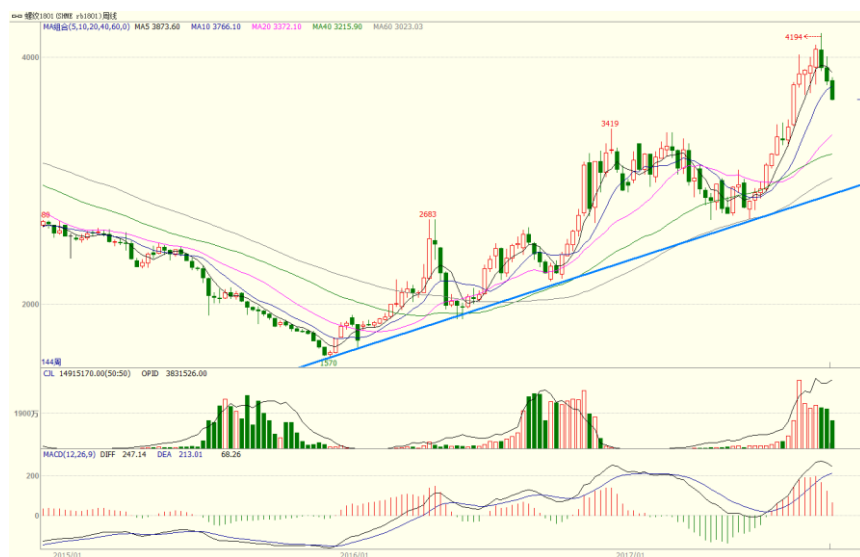 螺纹1801 (SHFE rb1801)周线
MA组合(5,10,20,40,60,0) MA5 3873.60 MA10 3766.10 MA20 3372.10 MA40 3215.90 MA60 3023.03
4194
4000
3419
2683
88
2000
144周
1570
CJL 14915170.00(50:50) OPID 3831526.00
1900万
MACD(12,26,9) DIFF 247.14 DEA 213.01 68.26
200
0
2015/01 2016/01 2017/01